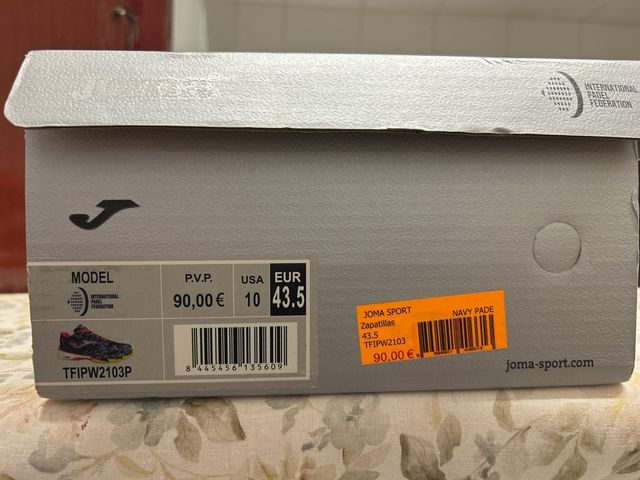 INTERNATIONAL
PADEL
FEDERATION
MODEL
INTERNATIONAL
PADEL
FEDERATION
TFIPW2103P
P.V.P.
90,00€
USA
10
EUR
43.5
8 445456 135609
JOMA SPORT NAVY PADE
Zapatillas
43.5
TFIPW2103
90.00 €
joma-sport.com